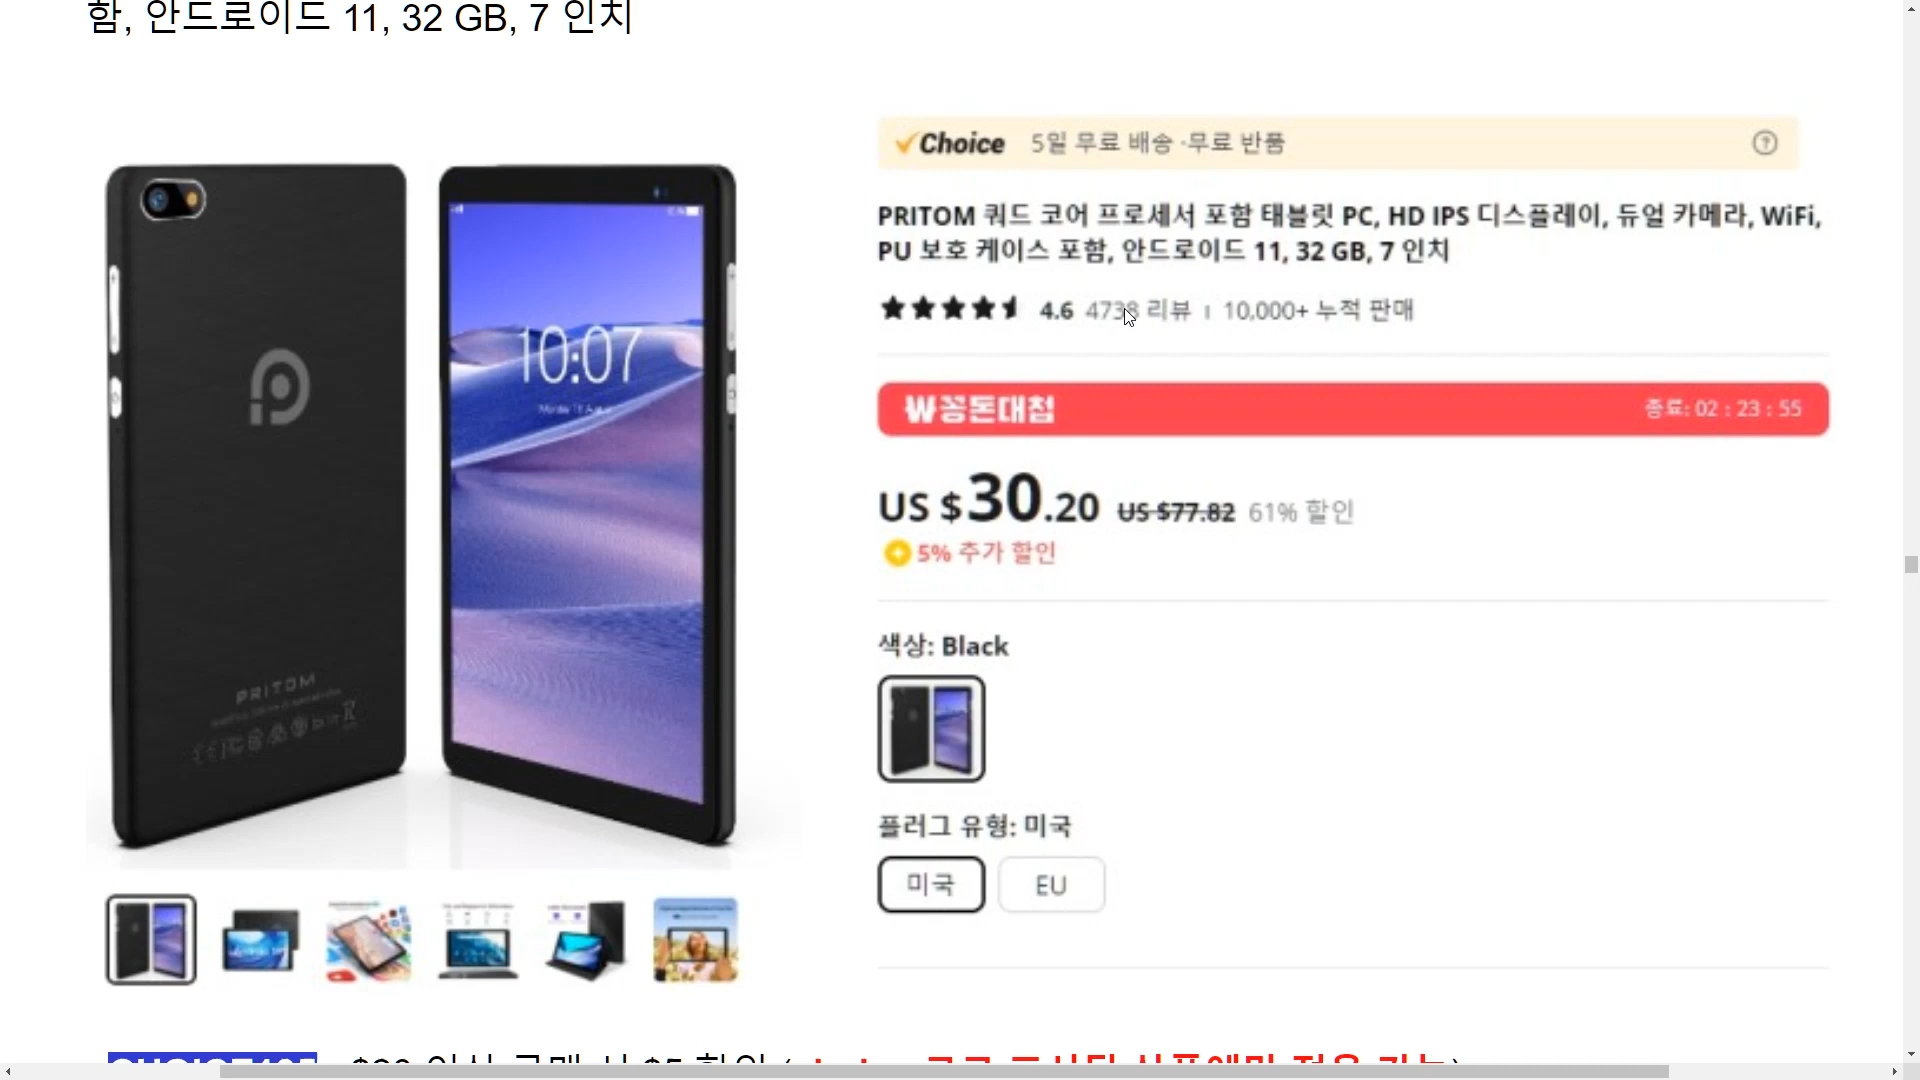 함, 안드로이드 11, 32 GB, 7 인치
Choice 5일 무료 배송 ·무료 반품
PRITOM 쿼드 코어 프로세서 포함 태블릿 PC, HD IPS 디스플레이, 듀얼 카메라, WiFi,
PU 보호 케이스 포함, 안드로이드 11, 32 GB, 7 인치
4.6 4738 리뷰 | 10,000+ 누적 판매
₩꽁돈대첩 종료: 02 : 23 : 55
US $30.20 US $77.82 61% 할인
5% 추가 할인
색상: Black
플러그 유형: 미국
미국 EU
10:07
PRITOM